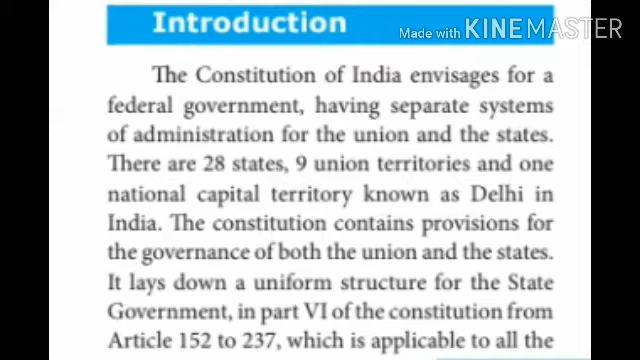 Introduction
Made with KINEMASTER
The Constitution of India envisages for a
federal government, having separate systems
of administration for the union and the states.
There are 28 states, 9 union territories and one
national capital territory known as Delhi in
India. The constitution contains provisions for
the governance of both the union and the states.
It lays down a uniform structure for the State
Government, in part VI of the constitution from
Article 152 to 237, which is applicable to all the